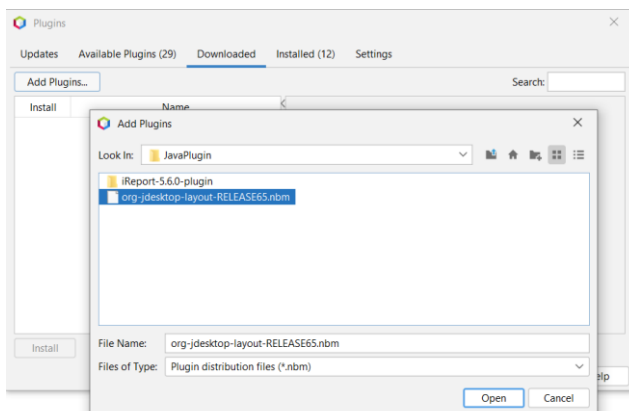 Plugins
Updates Available Plugins (29) Downloaded Installed (12) Settings
Add Plugins... Search:
Install Name
Add Plugins
Look In: JavaPlugin
iReport-5.6.0-plugin
org-jdesktop-layout-RELEASE65.nbm
File Name: org-jdesktop-layout-RELEASE65.nbm
Install
Files of Type: Plugin distribution files (*.nbm)
elp
Open Cancel